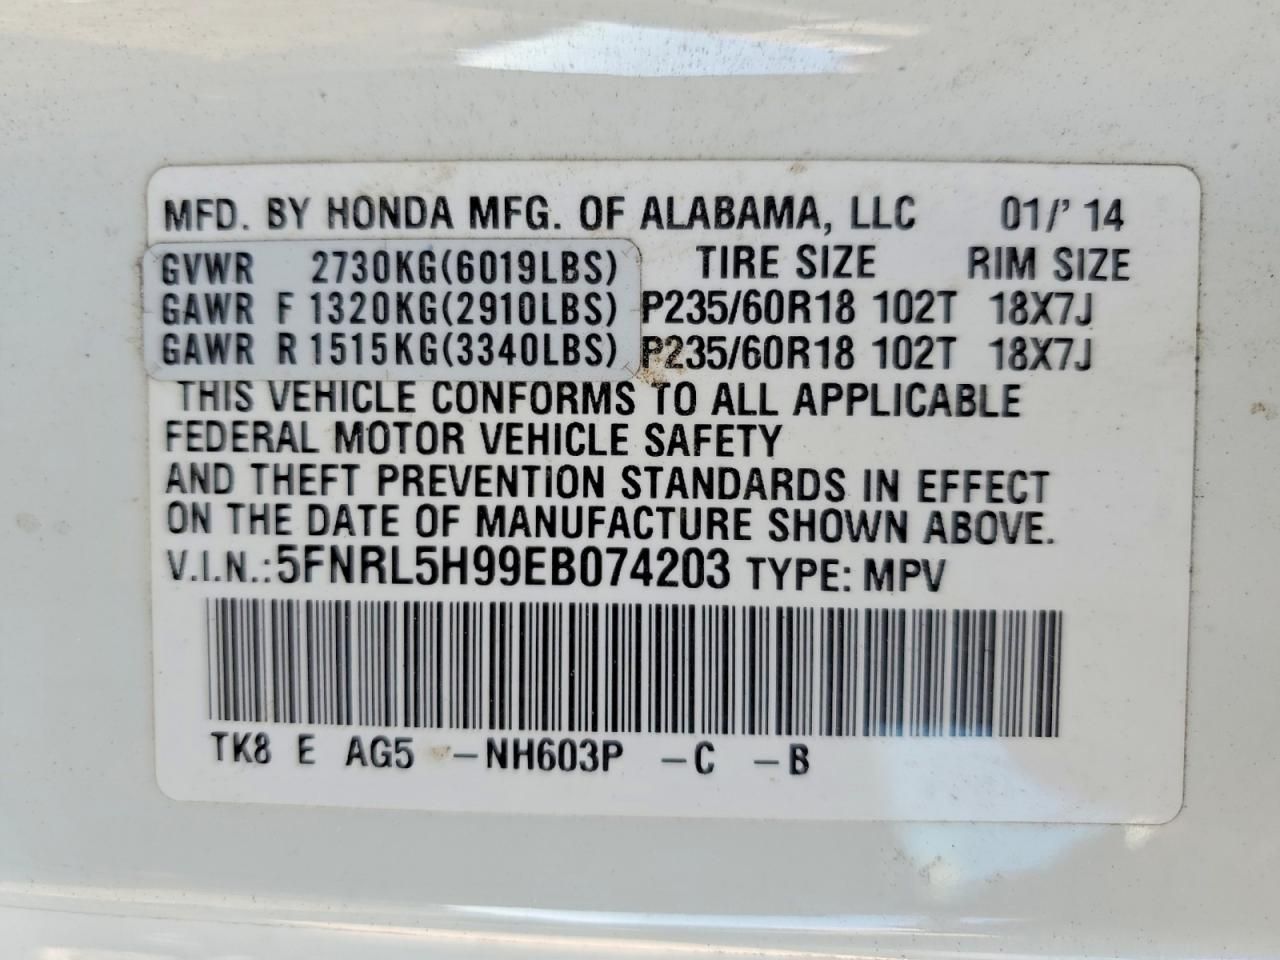 MFD. BY HONDA MFG. OF ALABAMA, LLC 01/' 14
GVWR 2730KG(6019LBS) TIRE SIZE RIM SIZE
GAWR F 1320KG(2910LBS) P235/60R18 102T 18X7J
GAWR R 1515KG(3340LBS) P235/60R18 102T 18X7J
THIS VEHICLE CONFORMS TO ALL APPLICABLE
FEDERAL MOTOR VEHICLE SAFETY
AND THEFT PREVENTION STANDARDS IN EFFECT
ON THE DATE OF MANUFACTURE SHOWN ABOVE.
V.I.N.: 5FNRL5H99EB074203 TYPE: MPV
TK8 E AG5 -NH603P -C -B